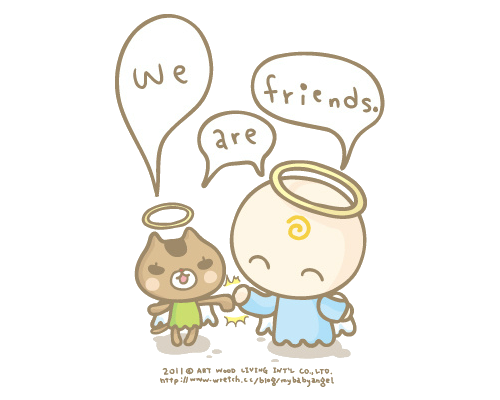 We
are
friends.
2011 © ART WOOD LIVING INT'L CO.,LTD.
http://www.wretch.cc/blog/mybabyangel